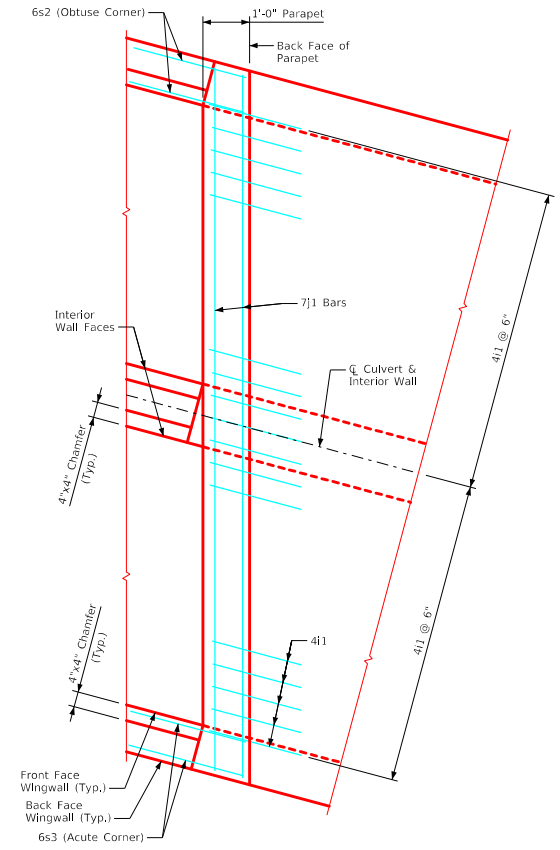 6s2 (Obtuse Corner)
1'-0" Parapet
Back Face of
Parapet
7j1 Bars
Interior
Wall Faces
℄ Culvert &
Interior Wall
4i1 @ 6"
4"x4" Chamfer
(Typ.)
4i1 @ 6"
4"x4" Chamfer
(Typ.)
4i1
Front Face
WIngwall (Typ.)
Back Face
Wingwall (Typ.)
6s3 (Acute Corner)